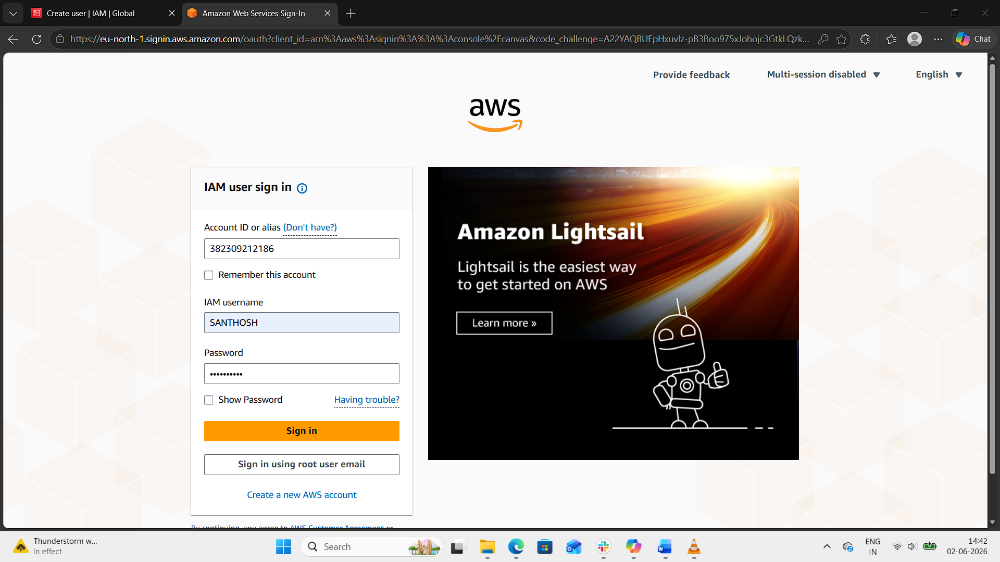 Create user | IAM | Global
Amazon Web Services Sign-In
https://eu-north-1.signin.aws.amazon.com/oauth?client_id=arn%3Aaws%3Asignin%3A%3A%3Aconsole%2Fcanvas&code_challenge=A22YAQBUFpHxuvlz-pB3Boo975xJohojc3GtkLQzk...
Chat
Provide feedback
Multi-session disabled
English
aws
IAM user sign in
Account ID or alias (Don't have?)
382309212186
Remember this account
IAM username
SANTHOSH
Password
••••••••••
Show Password
Having trouble?
Sign in
Sign in using root user email
Create a new AWS account
By continuing, you agree to AWS Customer Agreement or
Amazon Lightsail
Lightsail is the easiest way
to get started on AWS
Learn more »
Thunderstorm w...
In effect
Search
ENG
IN
14:42
02-06-2026